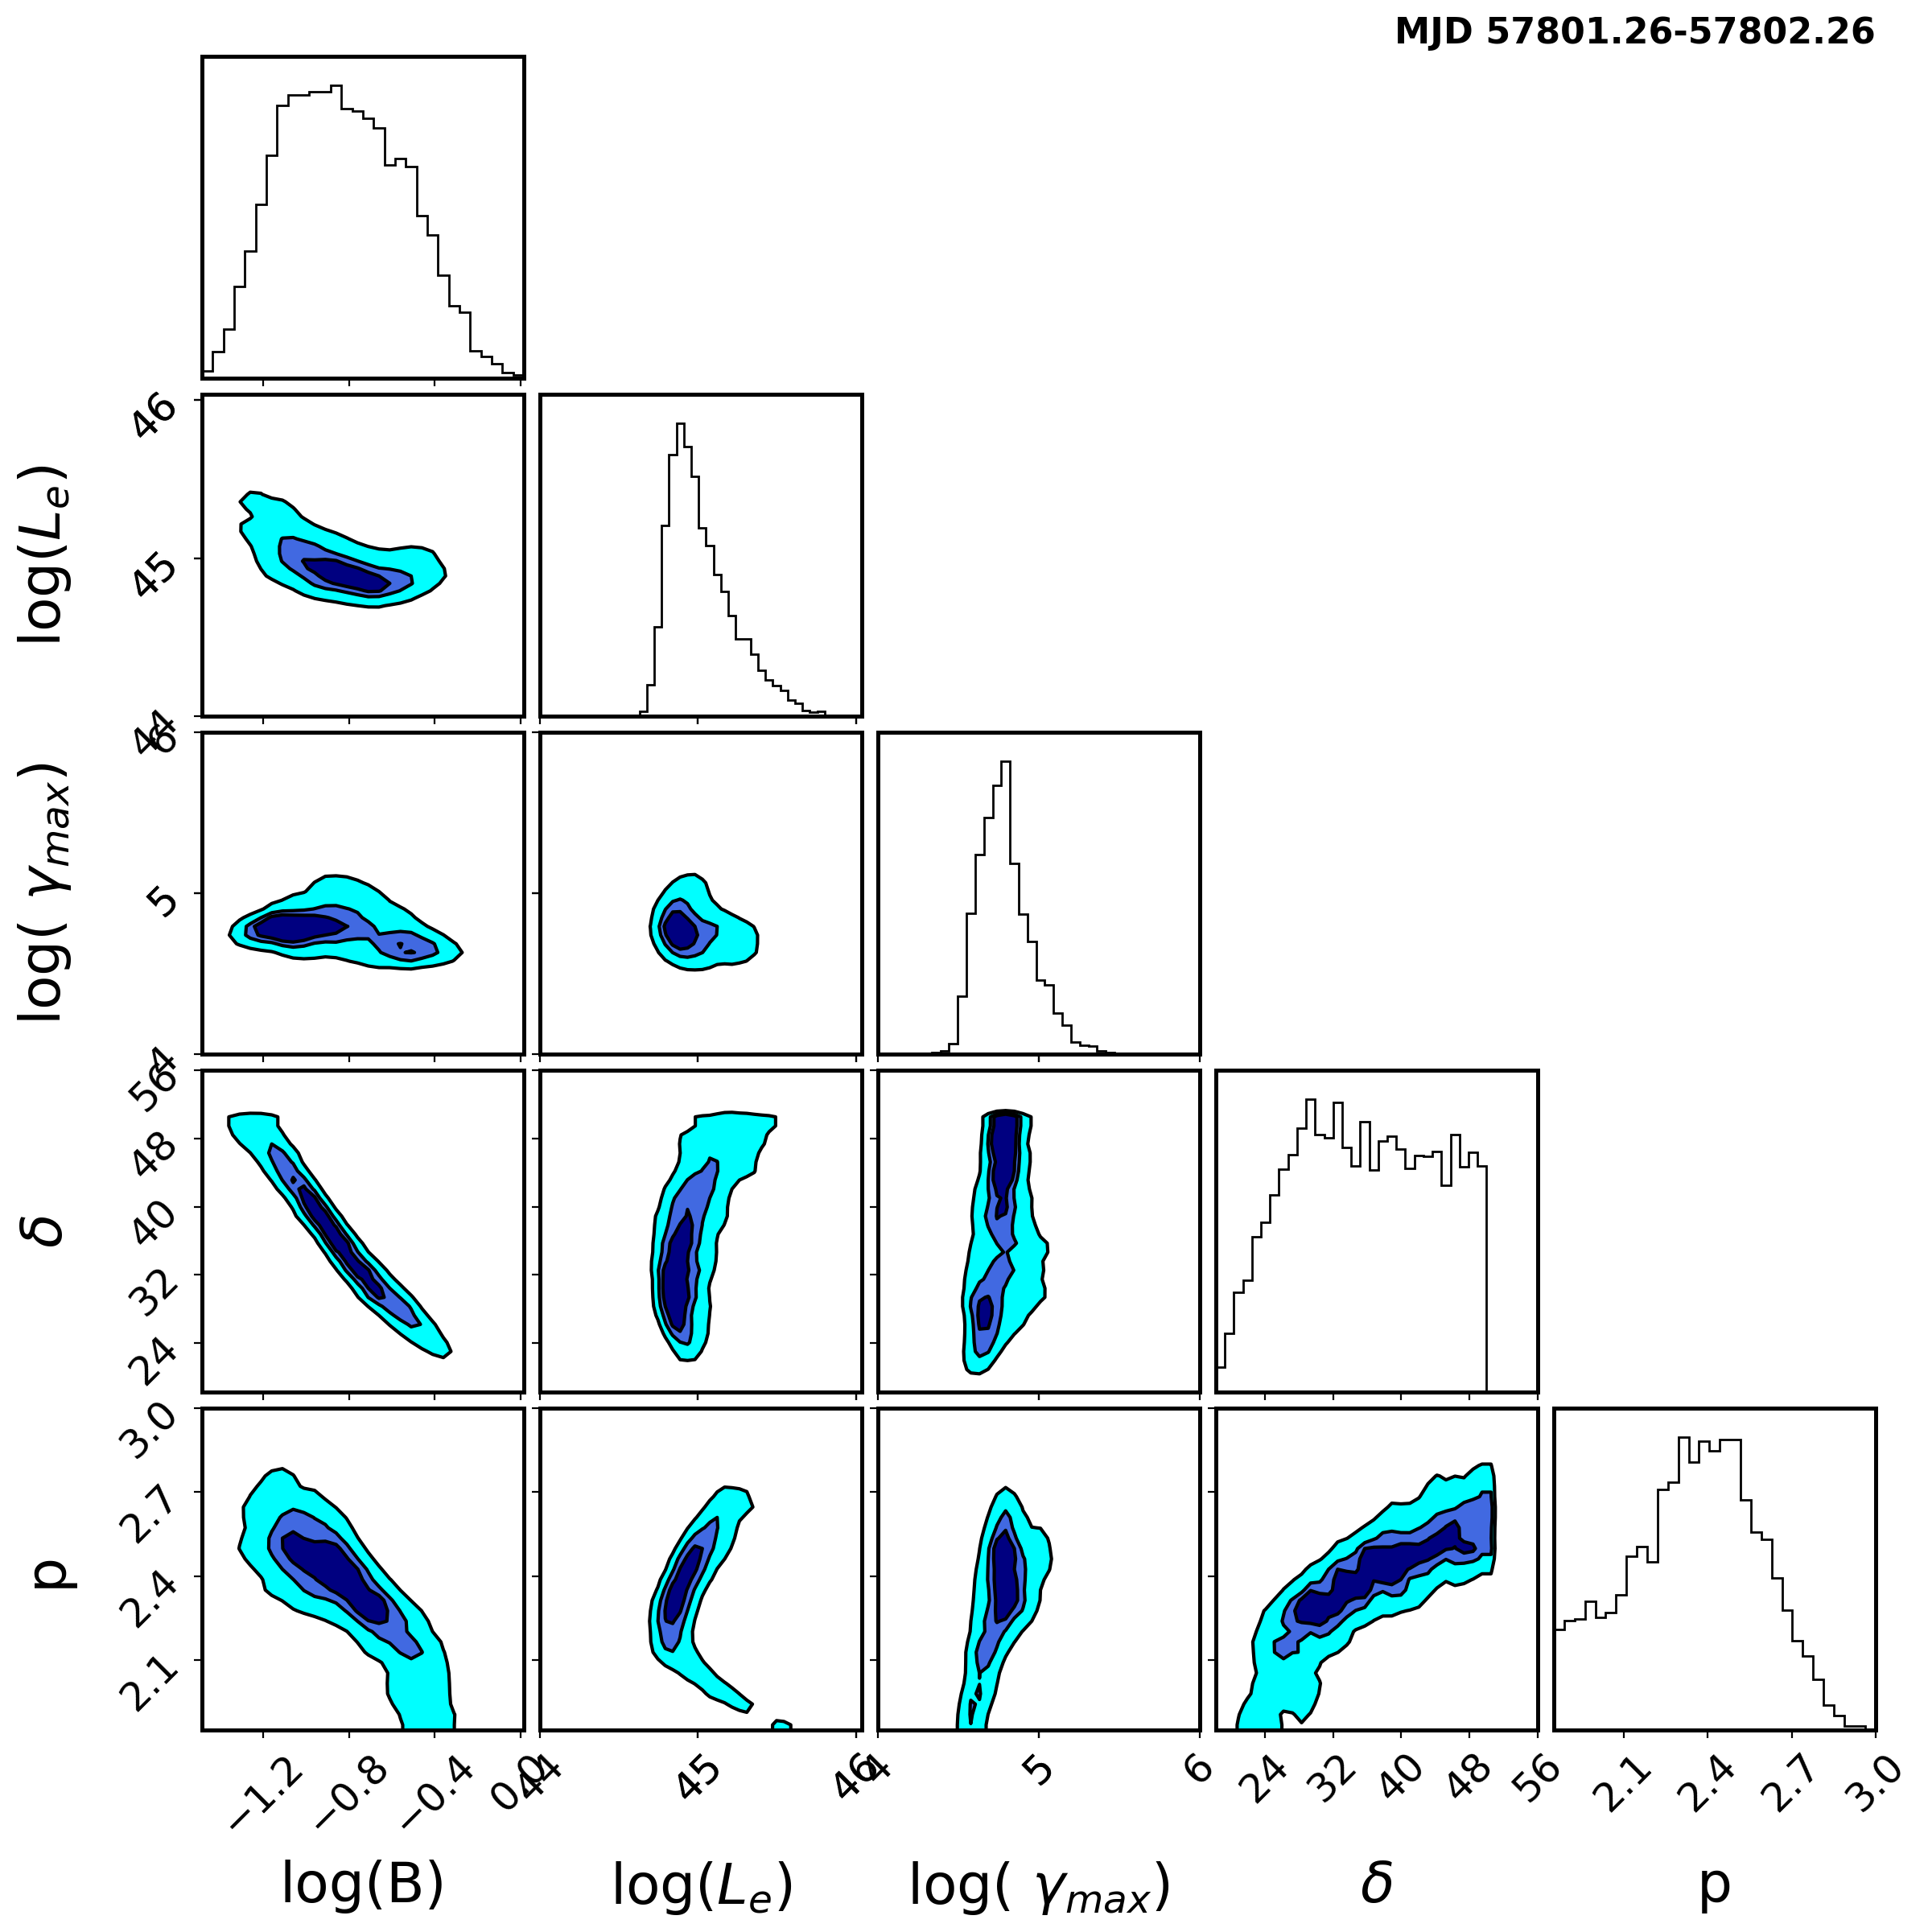 MJD 57801.26-57802.26
46
45
44
log(L_e)
6
5
4
log( γ_max)
56
48
40
32
24
δ
3.0
2.7
2.4
2.1
p
−1.2 −0.8 −0.4 0.0 44 45 46 4 5 6 24 32 40 48 56 2.1 2.4 2.7 3.0
log(B) log(L_e) log( γ_max) δ p